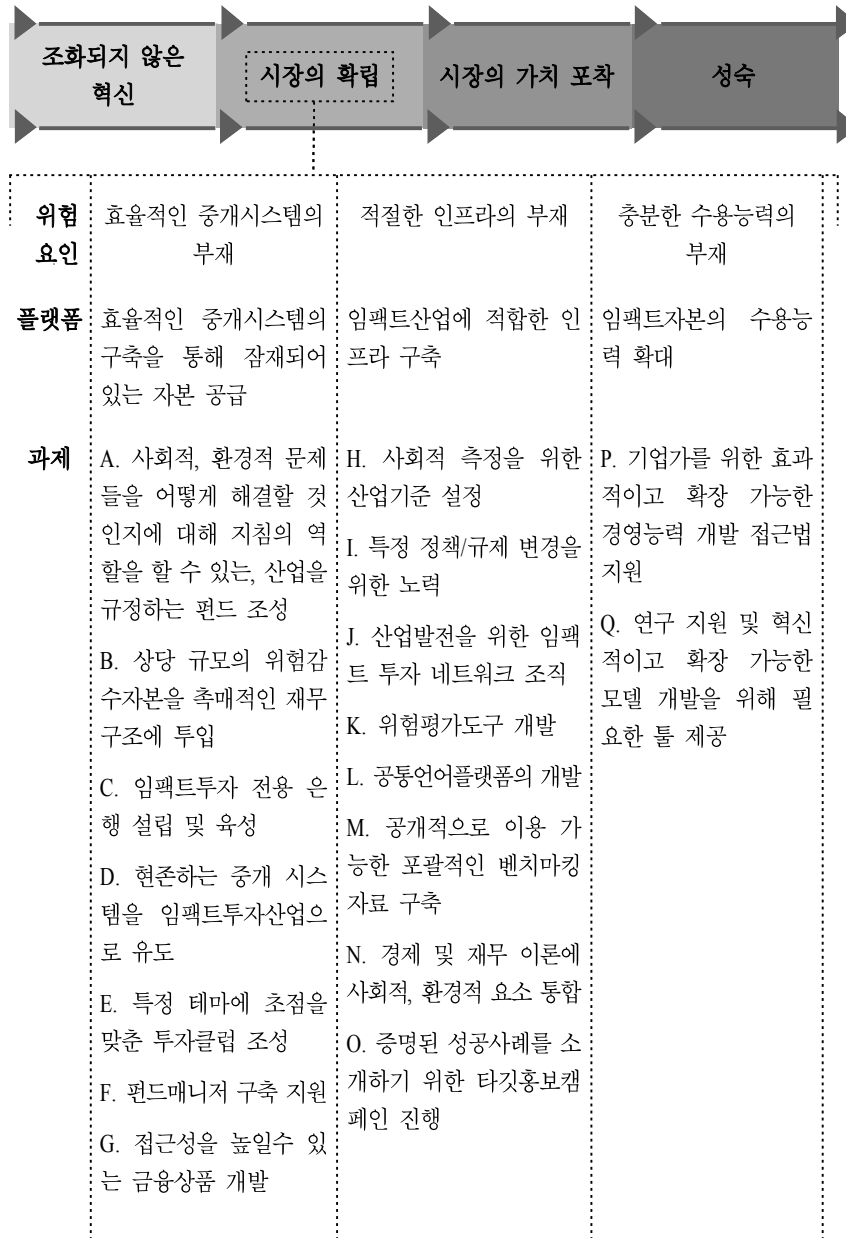 조화되지 않은
혁신
시장의 확립
시장의 가치 포착
성숙
위험
요인
효율적인 중개시스템의
부재
적절한 인프라의 부재
충분한 수용능력의
부재
플랫폼
효율적인 중개시스템의
구축을 통해 잠재되어
있는 자본 공급
임팩트산업에 적합한 인
프라 구축
임팩트자본의 수용능
력 확대
과제
A. 사회적, 환경적 문제
들을 어떻게 해결할 것
인지에 대해 지침의 역
할을 할 수 있는, 산업을
규정하는 펀드 조성
B. 상당 규모의 위험감
수자본을 촉매적인 재무
구조에 투입
C. 임팩트투자 전용 은
행 설립 및 육성
D. 현존하는 중개 시스
템을 임팩트투자산업으
로 유도
E. 특정 테마에 초점을
맞춘 투자클럽 조성
F. 펀드매니저 구축 지원
G. 접근성을 높일수 있
는 금융상품 개발
H. 사회적 측정을 위한
산업기준 설정
I. 특정 정책/규제 변경을
위한 노력
J. 산업발전을 위한 임팩
트 투자 네트워크 조직
K. 위험평가도구 개발
L. 공통언어플랫폼의 개발
M. 공개적으로 이용 가
능한 포괄적인 벤치마킹
자료 구축
N. 경제 및 재무 이론에
사회적, 환경적 요소 통합
O. 증명된 성공사례를 소
개하기 위한 타깃홍보캠
페인 진행
P. 기업가를 위한 효과
적이고 확장 가능한
경영능력 개발 접근법
지원
Q. 연구 지원 및 혁신
적이고 확장 가능한
모델 개발을 위해 필
요한 툴 제공